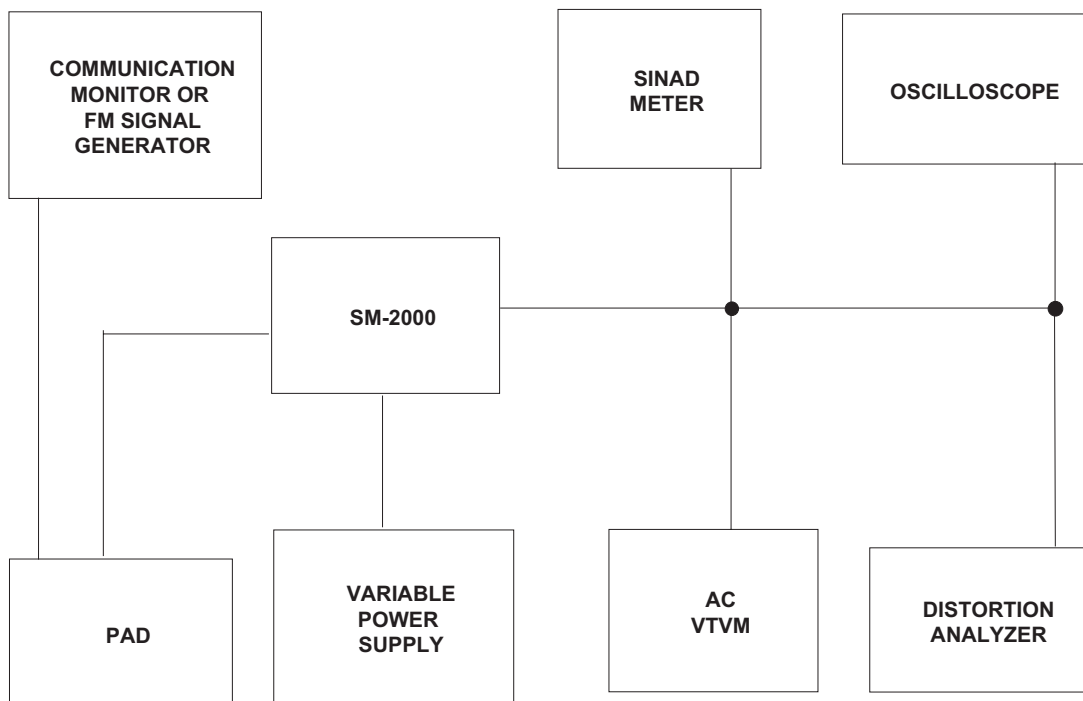 COMMUNICATION
MONITOR OR
FM SIGNAL
GENERATOR
SINAD
METER
OSCILLOSCOPE
SM-2000
PAD
VARIABLE
POWER
SUPPLY
AC
VTVM
DISTORTION
ANALYZER